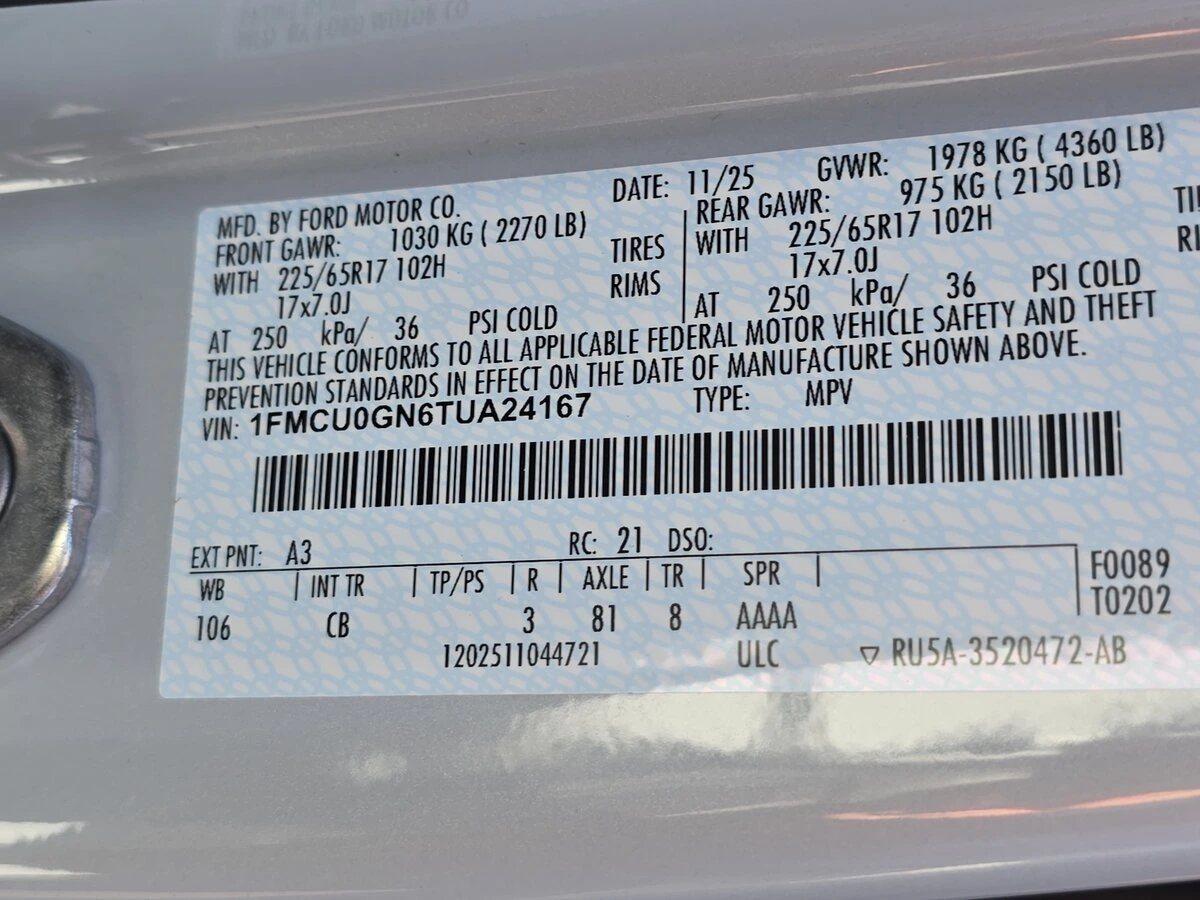 MFD. BY FORD MOTOR CO. DATE: 11/25 GVWR: 1978 KG ( 4360 LB)
FRONT GAWR: 1030 KG ( 2270 LB) REAR GAWR: 975 KG ( 2150 LB)
WITH 225/65R17 102H TIRES WITH 225/65R17 102H
17x7.0J RIMS 17x7.0J
AT 250 kPa/ 36 PSI COLD AT 250 kPa/ 36 PSI COLD
THIS VEHICLE CONFORMS TO ALL APPLICABLE FEDERAL MOTOR VEHICLE SAFETY AND THEFT
PREVENTION STANDARDS IN EFFECT ON THE DATE OF MANUFACTURE SHOWN ABOVE.
VIN: 1FMCU0GN6TUA24167 TYPE: MPV
EXT PNT: A3 RC: 21 DSO:
WB INT TR TP/PS R AXLE TR SPR F0089
106 CB 3 81 8 AAAA T0202
1202511044721 ULC ▽ RU5A-3520472-AB